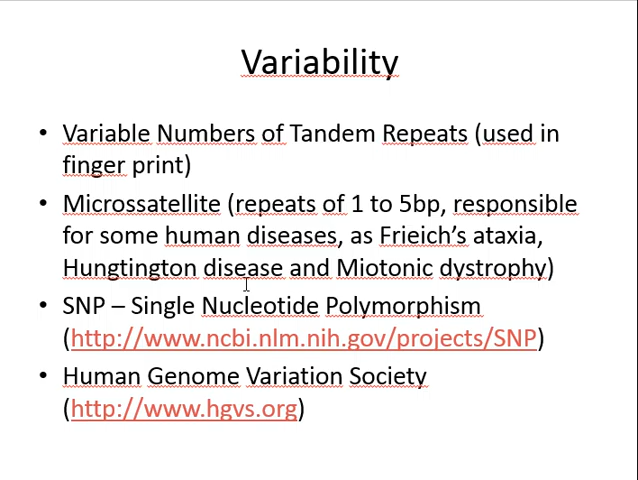 Variability
• Variable Numbers of Tandem Repeats (used in
finger print)
• Microssatellite (repeats of 1 to 5bp, responsible
for some human diseases, as Frieich's ataxia,
Hungtington disease and Miotonic dystrophy)
• SNP – Single Nucleotide Polymorphism
(http://www.ncbi.nlm.nih.gov/projects/SNP)
• Human Genome Variation Society
(http://www.hgvs.org)